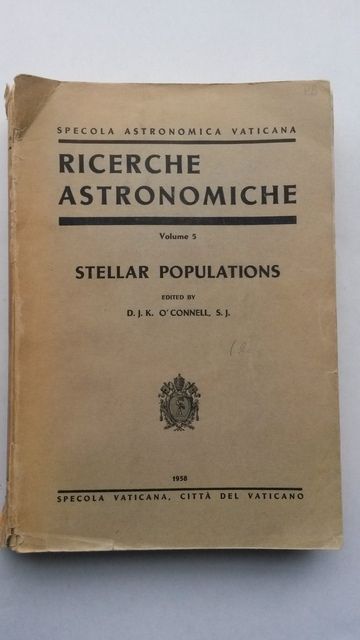 SPECOLA ASTRONOMICA VATICANA
RICERCHE
ASTRONOMICHE
Volume 5
STELLAR POPULATIONS
EDITED BY
D. J. K. O'CONNELL, S. J.
1958
SPECOLA VATICANA, CITTÀ DEL VATICANO